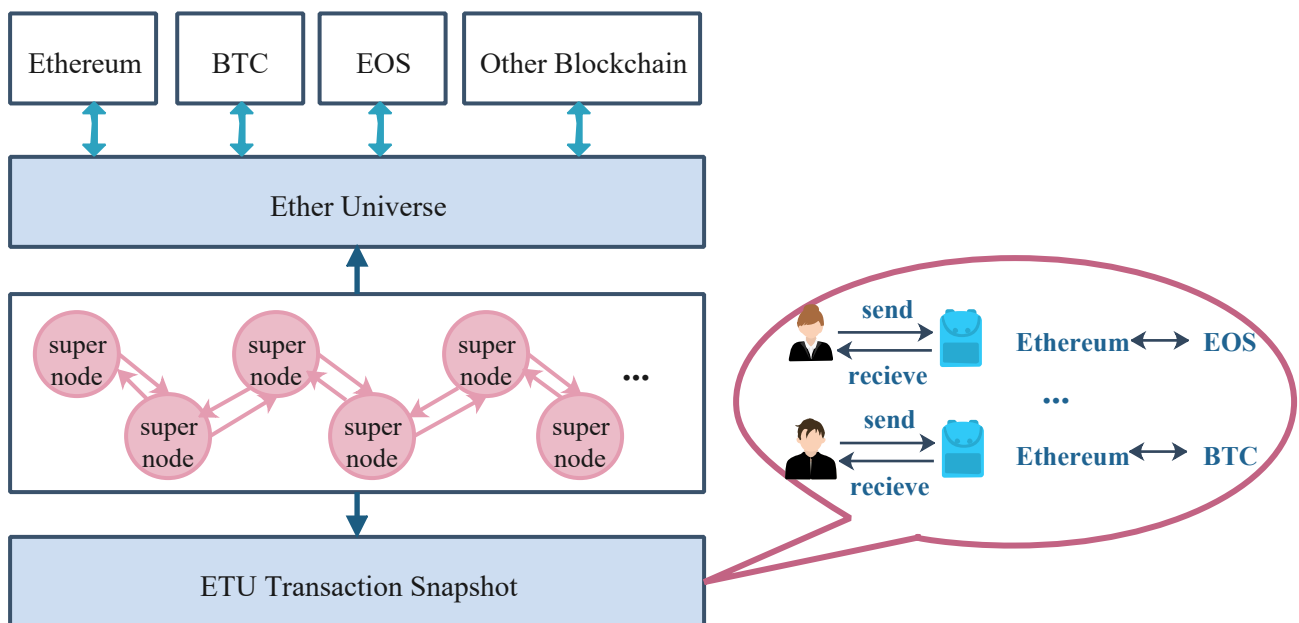 Ethereum
BTC
EOS
Other Blockchain
Ether Universe
super
node
super
node
super
node
...
super
node
super
node
super
node
ETU Transaction Snapshot
send
recieve
Ethereum
EOS
...
send
recieve
Ethereum
BTC